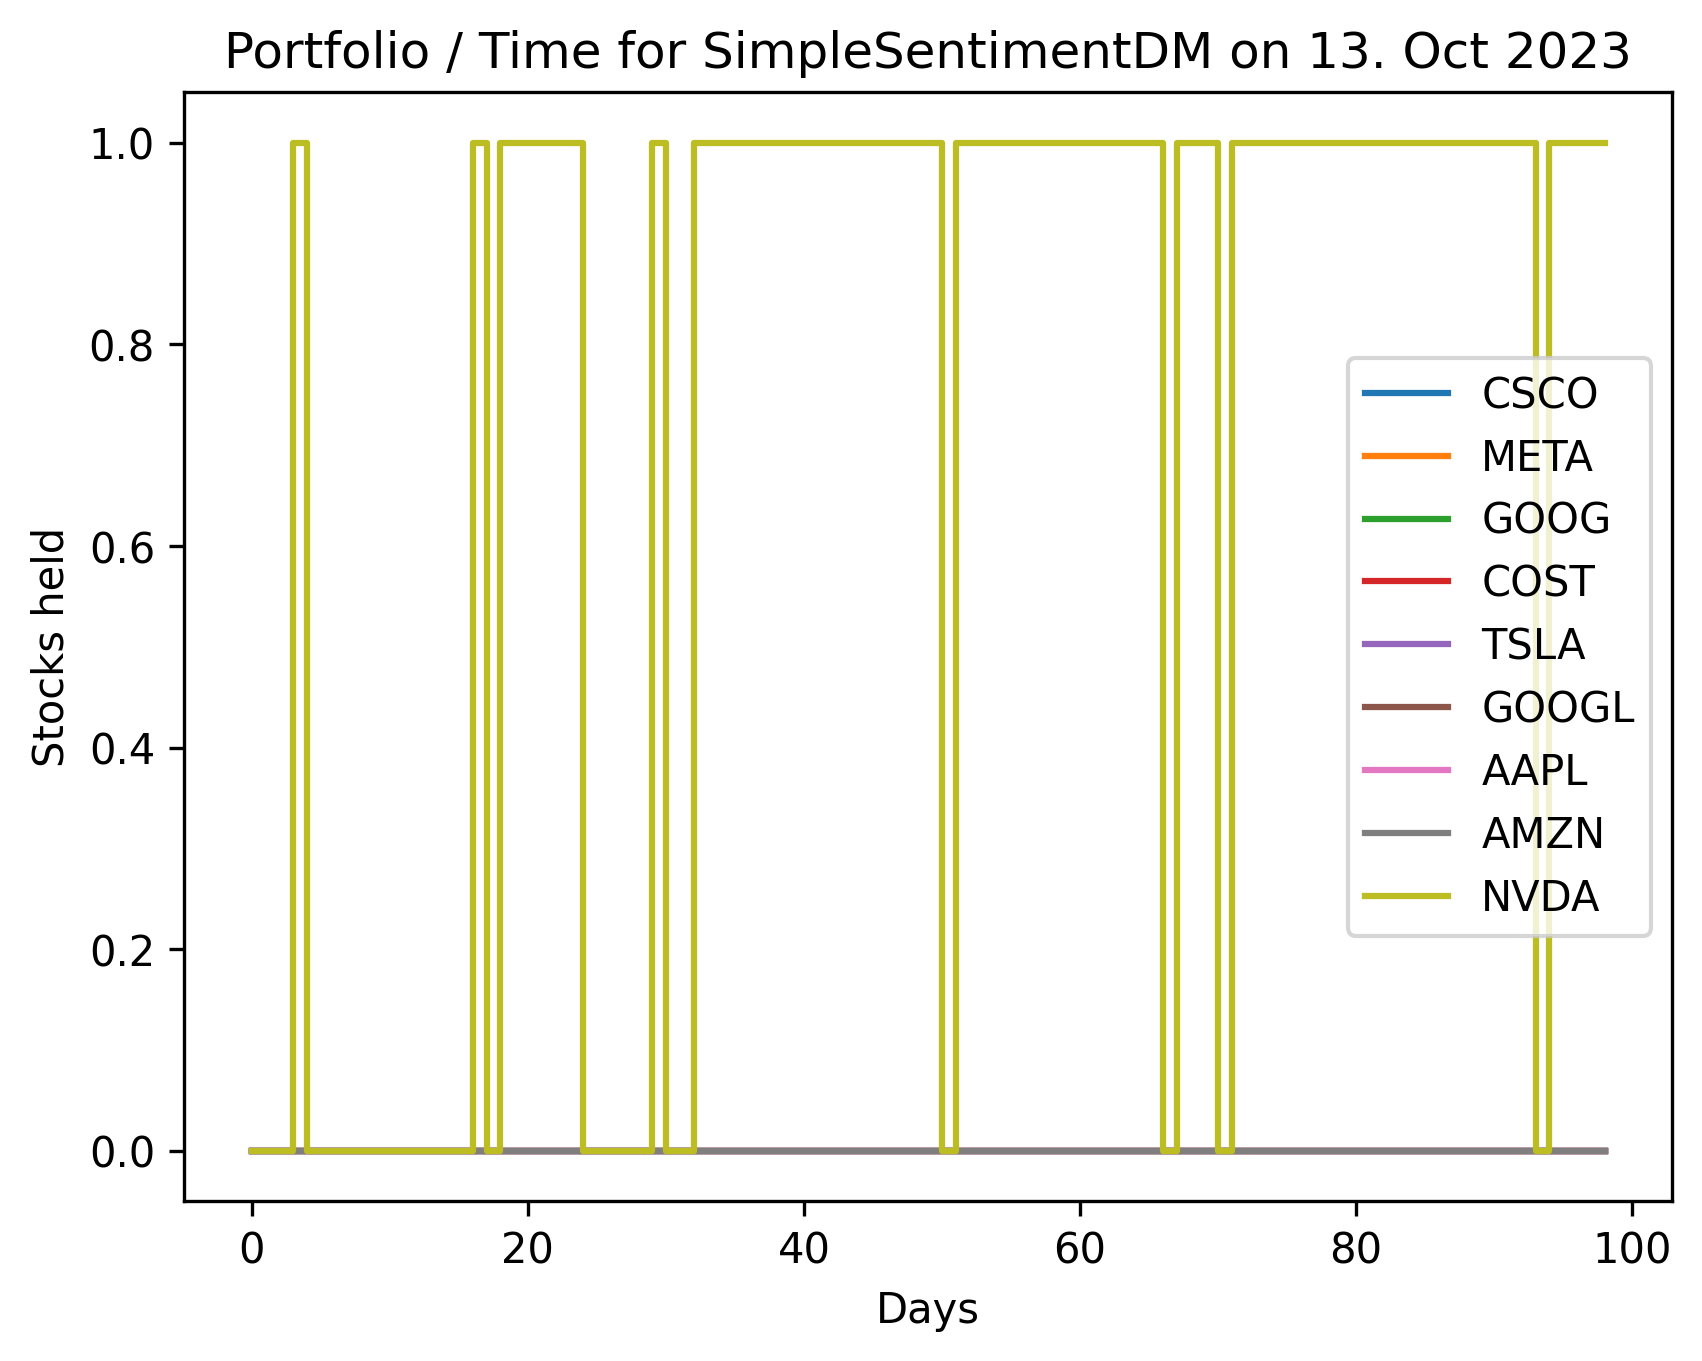 Portfolio / Time for SimpleSentimentDM on 13. Oct 2023
1.0
0.8
0.6
0.4
0.2
0.0
Stocks held
CSCO
META
GOOG
COST
TSLA
GOOGL
AAPL
AMZN
NVDA
0 20 40 60 80 100
Days